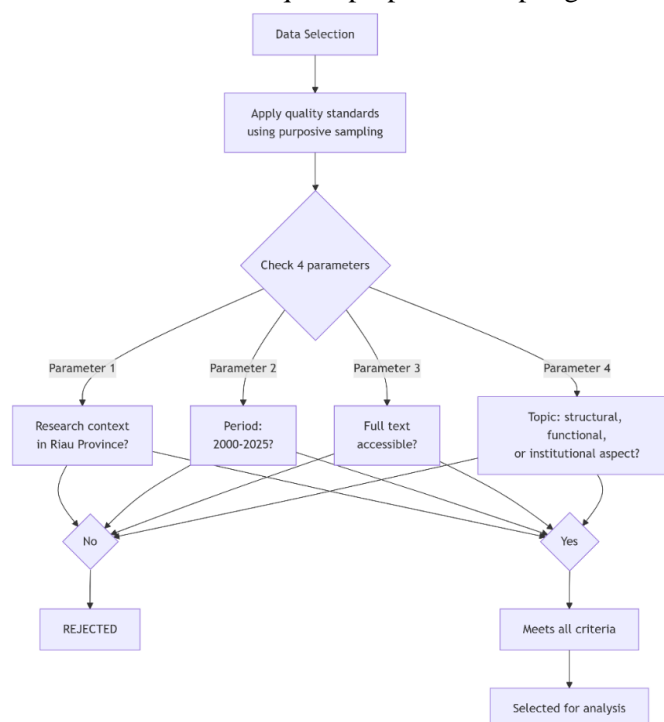 Data Selection
Apply quality standards
using purposive sampling
Check 4 parameters
Parameter 1
Parameter 2
Parameter 3
Parameter 4
Research context
in Riau Province?
Period:
2000-2025?
Full text
accessible?
Topic: structural,
functional,
or institutional aspect?
No
Yes
REJECTED
Meets all criteria
Selected for analysis